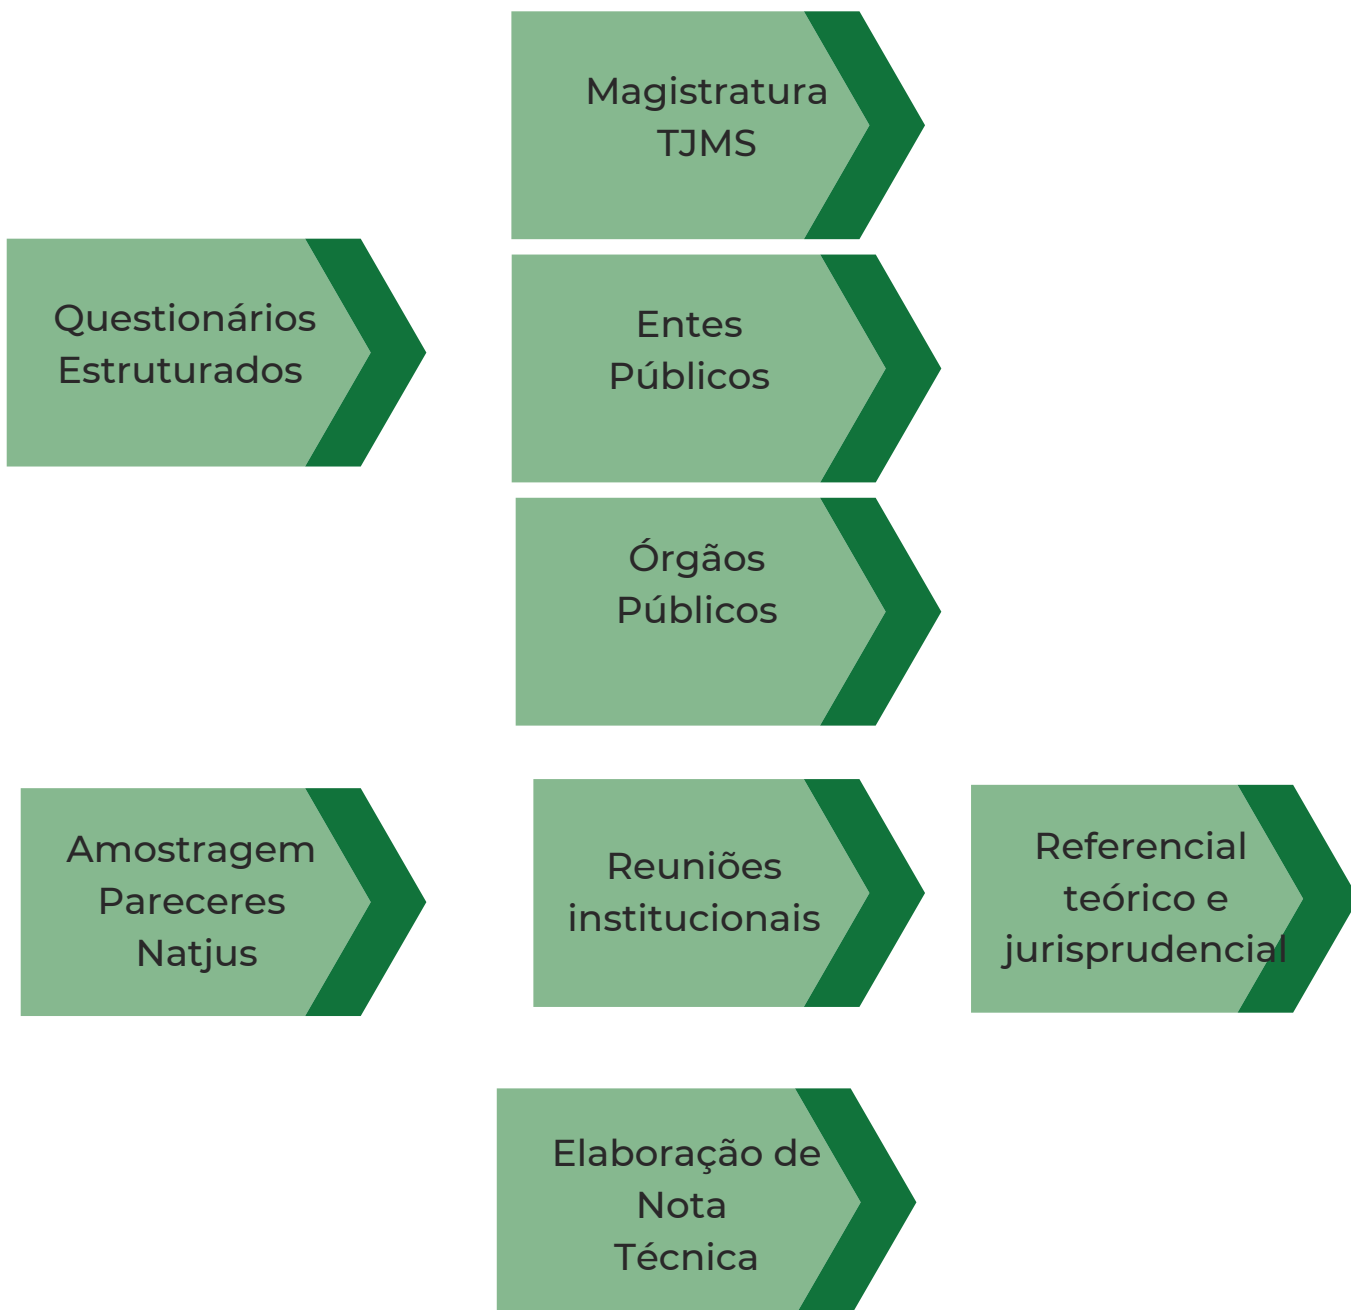 Magistratura
TJMS
Questionários
Estruturados
Entes
Públicos
Órgãos
Públicos
Amostragem
Pareceres
Natjus
Reuniões
institucionais
Referencial
teórico e
jurisprudencial
Elaboração de
Nota
Técnica